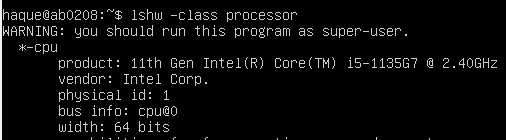 haque@ab0208:~$ lshw -class processor
WARNING: you should run this program as super-user.
*-cpu
product: 11th Gen Intel(R) Core(TM) i5-1135G7 @ 2.40GHz
vendor: Intel Corp.
physical id: 1
bus info: cpu@0
width: 64 bits